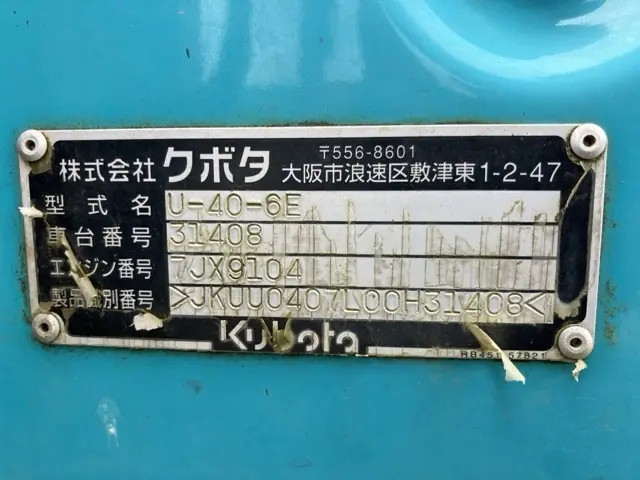 株式会社 クボタ 〒556-8601
大阪市浪速区敷津東1-2-47
型式名 U-40-6E
車台番号 31408
エンジン番号 7JX9104
製品識別番号 >JKUU0407L00H31408<
Kubota